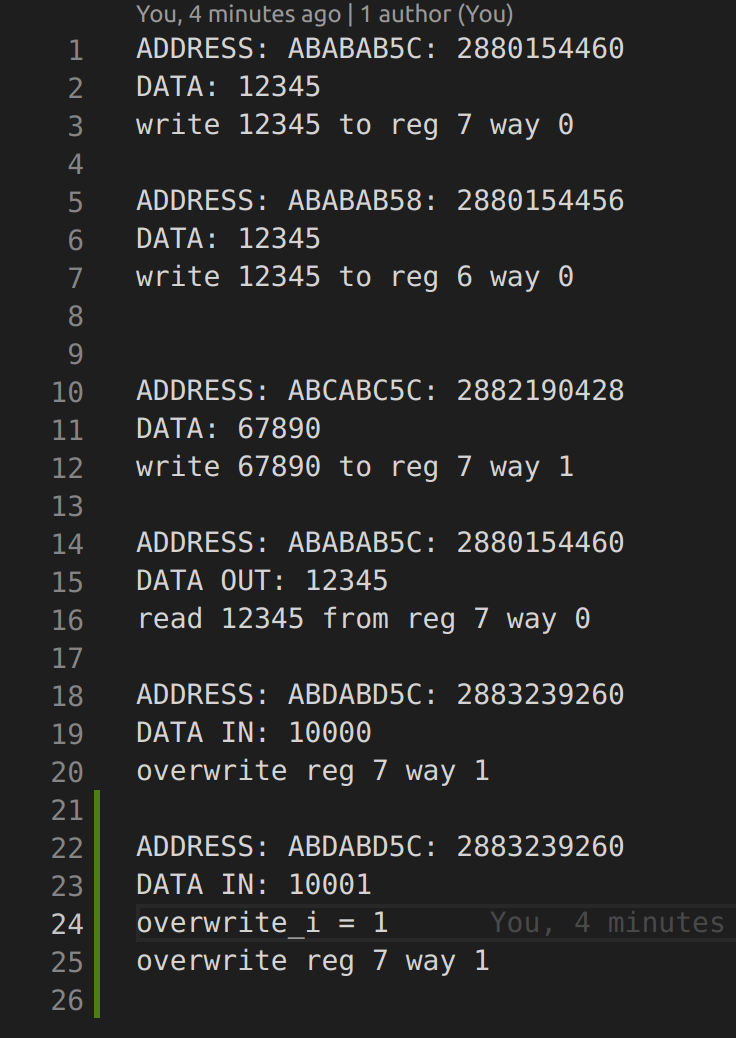 You, 4 minutes ago | 1 author (You)
1 ADDRESS: ABABAB5C: 2880154460
2 DATA: 12345
3 write 12345 to reg 7 way 0
4
5 ADDRESS: ABABAB58: 2880154456
6 DATA: 12345
7 write 12345 to reg 6 way 0
8
9
10 ADDRESS: ABCABC5C: 2882190428
11 DATA: 67890
12 write 67890 to reg 7 way 1
13
14 ADDRESS: ABABAB5C: 2880154460
15 DATA OUT: 12345
16 read 12345 from reg 7 way 0
17
18 ADDRESS: ABDABD5C: 2883239260
19 DATA IN: 10000
20 overwrite reg 7 way 1
21
22 ADDRESS: ABDABD5C: 2883239260
23 DATA IN: 10001
24 overwrite_i = 1 You, 4 minutes
25 overwrite reg 7 way 1
26